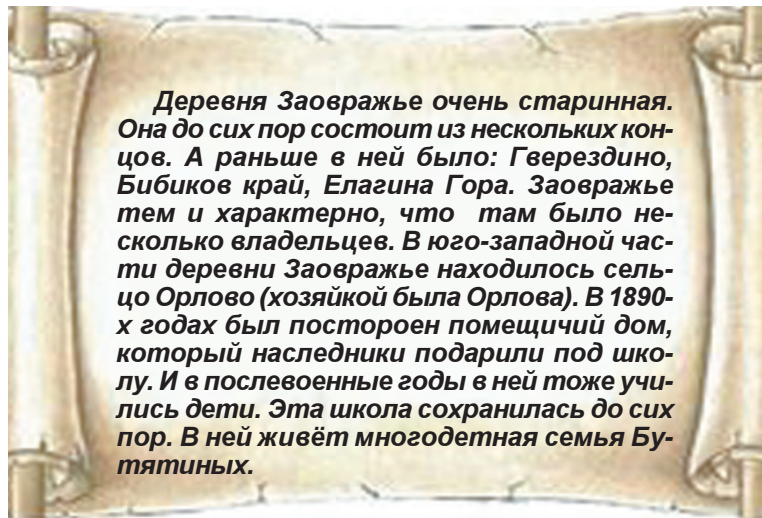 Деревня Заовражье очень старинная.
Она до сих пор состоит из нескольких кон-
цов. А раньше в ней было: Гверездино,
Бибиков край, Елагина Гора. Заовражье
тем и характерно, что там было не-
сколько владельцев. В юго-западной час-
ти деревни Заовражье находилось сель-
цо Орлово (хозяйкой была Орлова). В 1890-
х годах был постороен помещичий дом,
который наследники подарили под шко-
лу. И в послевоенные годы в ней тоже учи-
лись дети. Эта школа сохранилась до сих
пор. В ней живёт многодетная семья Бу-
тятиных.